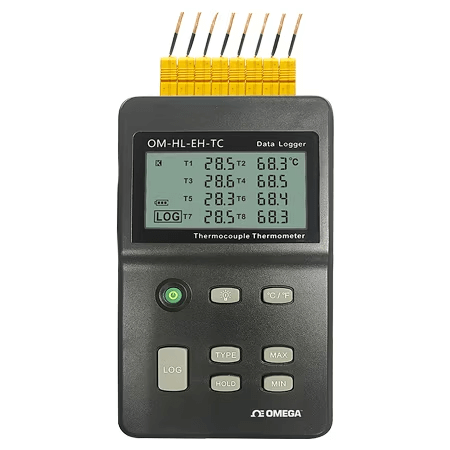 OM-HL-EH-TC Data Logger
K T1 28.5 T2 68.3 °C
T3 28.6 T4 68.5
T5 28.3 T6 68.4
LOG T7 28.5 T8 68.3
Thermocouple Thermometer
°C/°F
LOG TYPE MAX
HOLD MIN
OMEGA